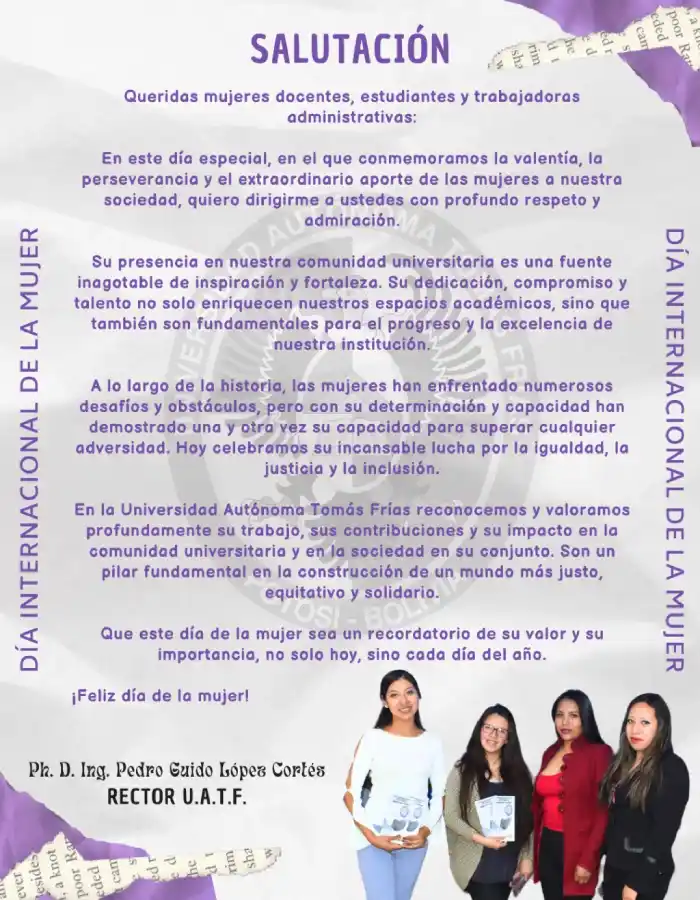 SALUTACIÓN
Queridas mujeres docentes, estudiantes y trabajadoras
administrativas:
En este día especial, en el que conmemoramos la valentía, la
perseverancia y el extraordinario aporte de las mujeres a nuestra
sociedad, quiero dirigirme a ustedes con profundo respeto y
admiración.
Su presencia en nuestra comunidad universitaria es una fuente
inagotable de inspiración y fortaleza. Su dedicación, compromiso y
talento no solo enriquecen nuestros espacios académicos, sino que
también son fundamentales para el progreso y la excelencia de
nuestra institución.
A lo largo de la historia, las mujeres han enfrentado numerosos
desafíos y obstáculos, pero con su determinación y capacidad han
demostrado una y otra vez su capacidad para superar cualquier
adversidad. Hoy celebramos su incansable lucha por la igualdad, la
justicia y la inclusión.
En la Universidad Autónoma Tomás Frías reconocemos y valoramos
profundamente su trabajo, sus contribuciones y su impacto en la
comunidad universitaria y en la sociedad en su conjunto. Son un
pilar fundamental en la construcción de un mundo más justo,
equitativo y solidario.
Que este día de la mujer sea un recordatorio de su valor y su
importancia, no solo hoy, sino cada día del año.
¡Feliz día de la mujer!
Ph. D. Ing. Pedro Guido López Cortés
RECTOR U.A.T.F.
DÍA INTERNACIONAL DE LA MUJER
DÍA INTERNACIONAL DE LA MUJER
UNIVERSIDAD AUTÓNOMA TOMÁS FRÍAS
POTOSÍ - BOLIVIA